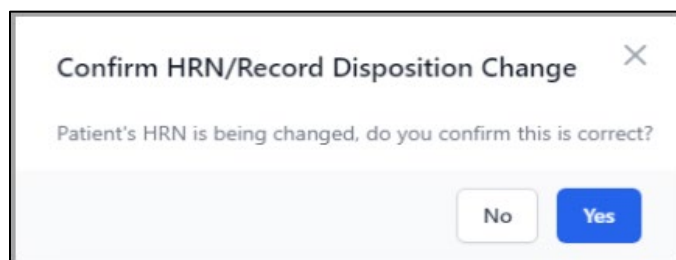 Confirm HRN/Record Disposition Change
Patient's HRN is being changed, do you confirm this is correct?
No
Yes